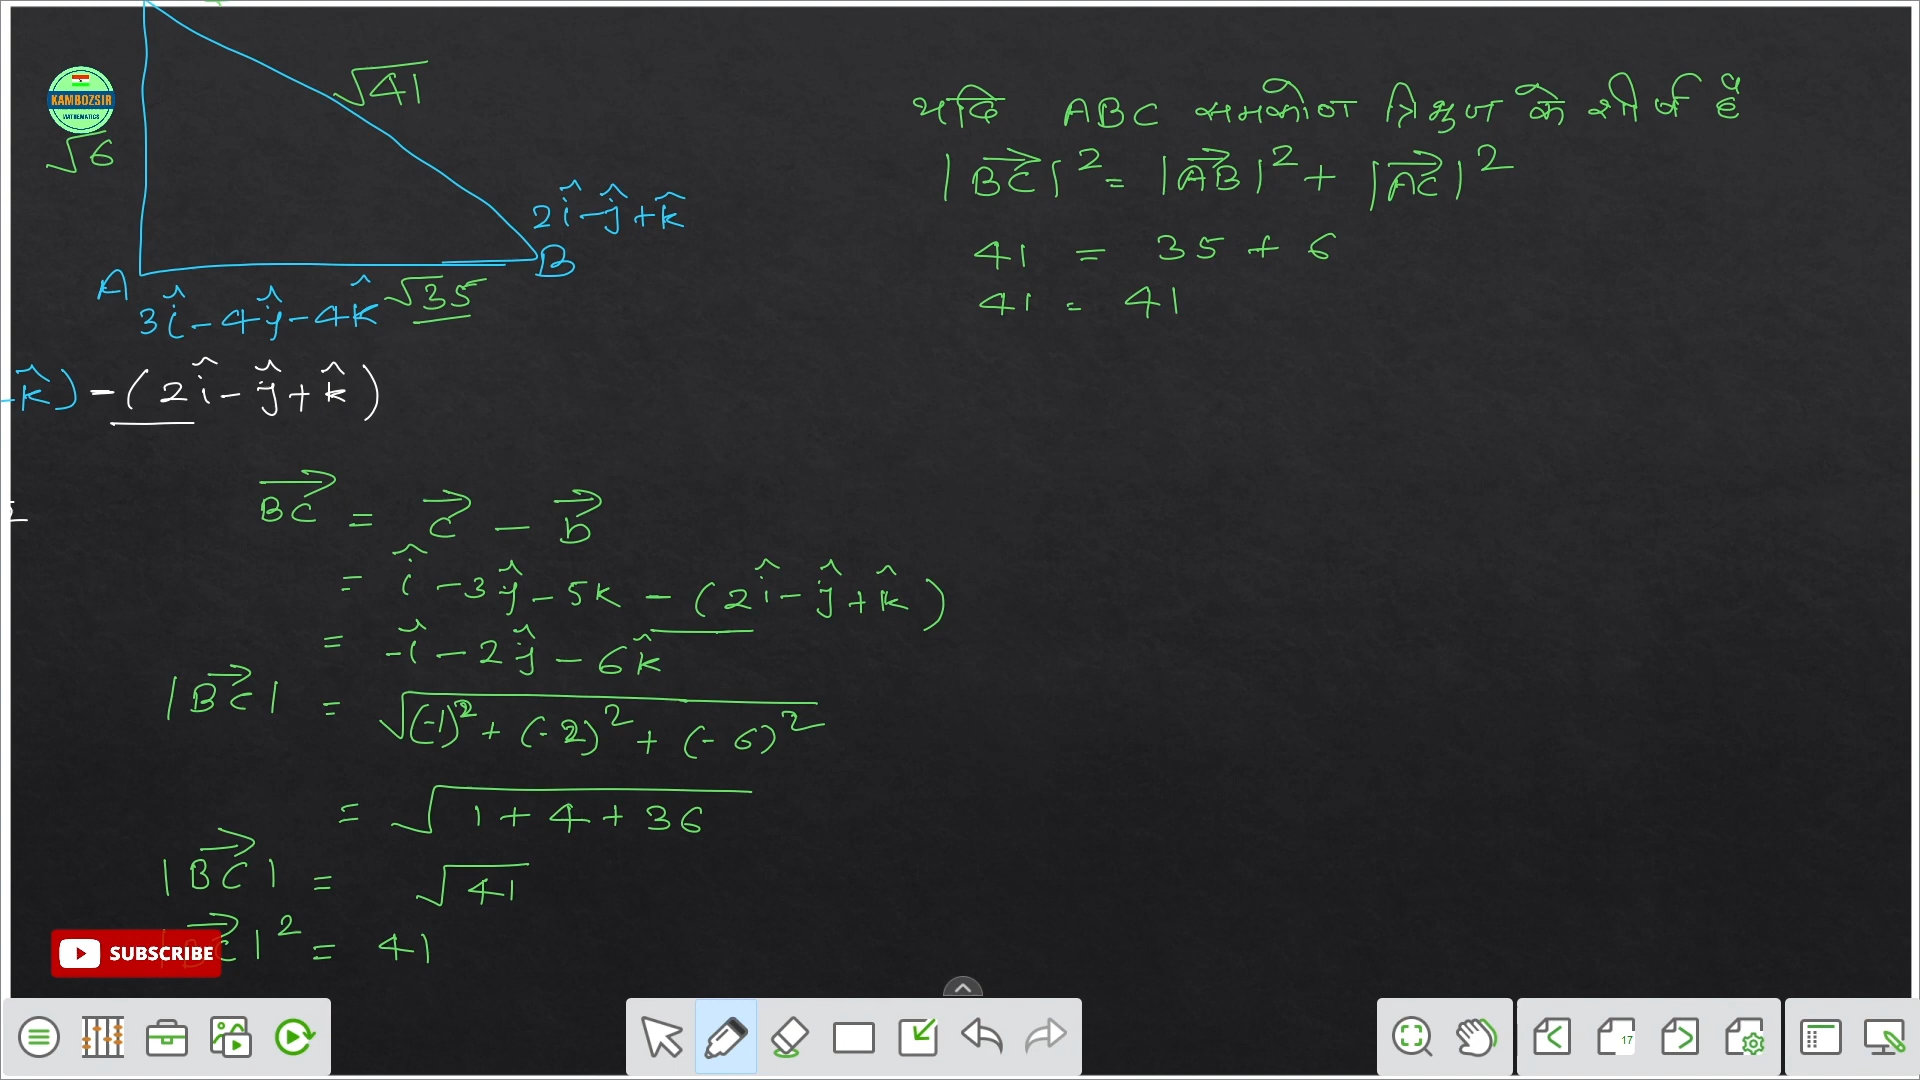 √41
KAMBOZSIR
MATHEMATICS
√6
2î - ĵ + k̂
A
B
√35
3î - 4ĵ - 4k̂
k̂) - (2î - ĵ + k̂)
BC→ = c→ - b→
= î - 3ĵ - 5k - (2î - ĵ + k̂)
= -î - 2ĵ - 6k̂
|BC→| = √(-1)² + (-2)² + (-6)²
= √1 + 4 + 36
|BC→| = √41
|BC→|² = 41
SUBSCRIBE
यदि ABC समकोण त्रिभुज के शीर्ष हैं
|BC→|² = |AB→|² + |AC→|²
41 = 35 + 6
41 = 41
17